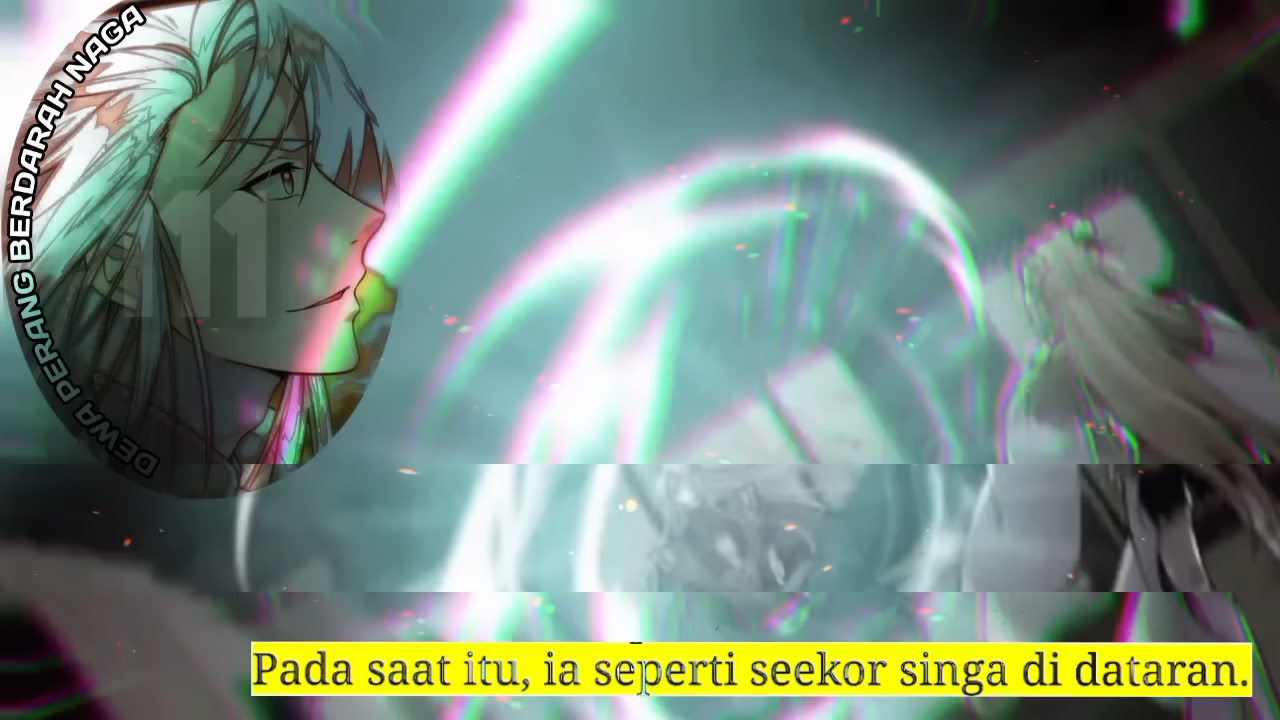 DEWA PERANG BERDARAH NAGA
Pada saat itu, ia seperti seekor singa di dataran.